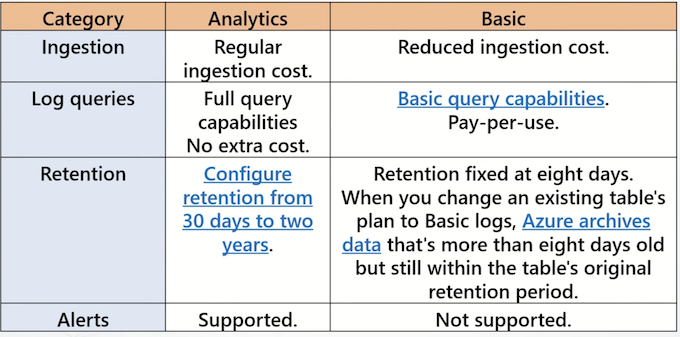 Category Analytics Basic
Ingestion Regular ingestion cost. Reduced ingestion cost.
Log queries Full query capabilities No extra cost. Basic query capabilities. Pay-per-use.
Retention Configure retention from 30 days to two years. Retention fixed at eight days. When you change an existing table's plan to Basic logs, Azure archives data that's more than eight days old but still within the table's original retention period.
Alerts Supported. Not supported.